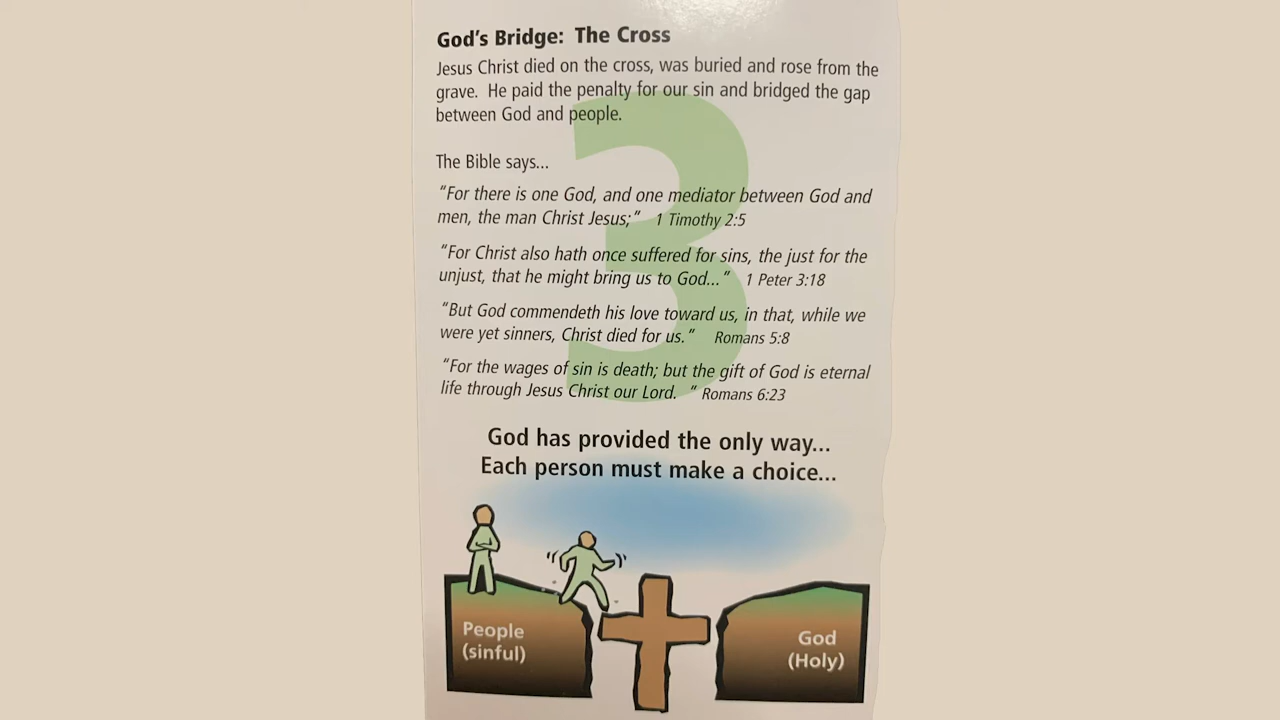 God's Bridge: The Cross
Jesus Christ died on the cross, was buried and rose from the
grave. He paid the penalty for our sin and bridged the gap
between God and people.
3
The Bible says...
"For there is one God, and one mediator between God and
men, the man Christ Jesus;" 1 Timothy 2:5
"For Christ also hath once suffered for sins, the just for the
unjust, that he might bring us to God..." 1 Peter 3:18
"But God commendeth his love toward us, in that, while we
were yet sinners, Christ died for us." Romans 5:8
"For the wages of sin is death; but the gift of God is eternal
life through Jesus Christ our Lord. " Romans 6:23
God has provided the only way...
Each person must make a choice...
People
(sinful)
God
(Holy)